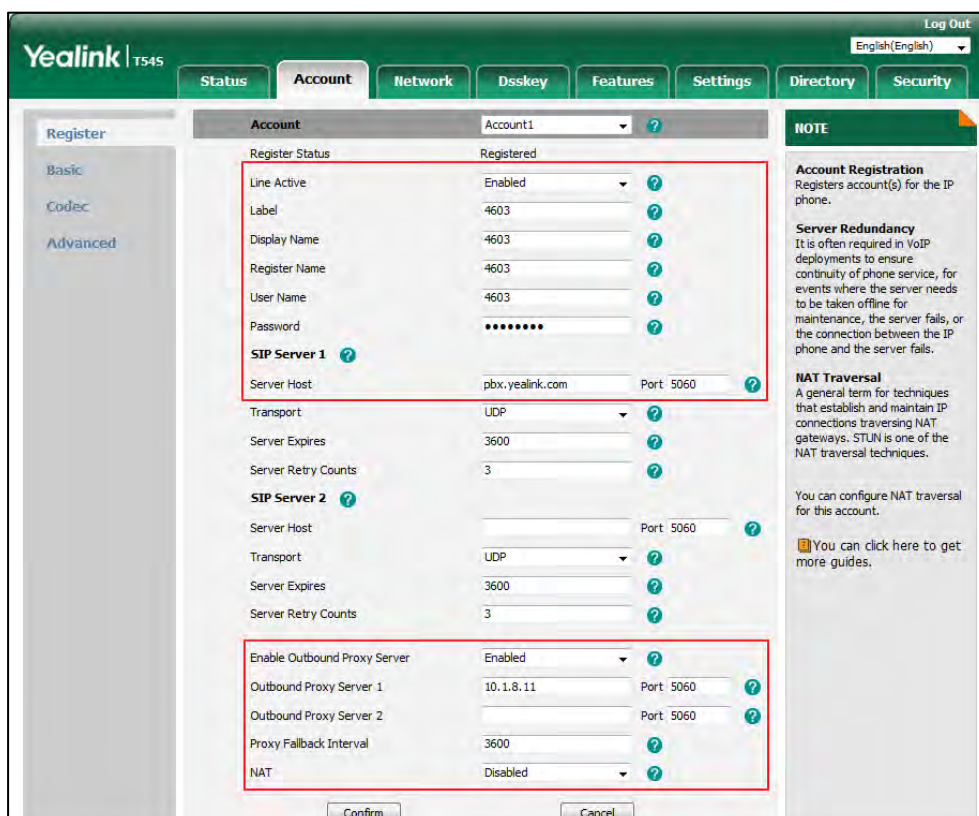 Log Out
Yealink T54S
English(English)
Status Account Network Dsskey Features Settings Directory Security
Register
Basic
Codec
Advanced
Account Account1 ?
Register Status Registered
Line Active Enabled ?
Label 4603 ?
Display Name 4603 ?
Register Name 4603 ?
User Name 4603 ?
Password •••••••• ?
SIP Server 1 ?
Server Host pbx.yealink.com Port 5060 ?
Transport UDP ?
Server Expires 3600 ?
Server Retry Counts 3 ?
SIP Server 2 ?
Server Host Port 5060 ?
Transport UDP ?
Server Expires 3600 ?
Server Retry Counts 3 ?
Enable Outbound Proxy Server Enabled ?
Outbound Proxy Server 1 10.1.8.11 Port 5060 ?
Outbound Proxy Server 2 Port 5060 ?
Proxy Fallback Interval 3600 ?
NAT Disabled ?
Confirm Cancel
NOTE
Account Registration
Registers account(s) for the IP
phone.
Server Redundancy
It is often required in VoIP
deployments to ensure
continuity of phone service, for
events where the server needs
to be taken offline for
maintenance, the server fails, or
the connection between the IP
phone and the server fails.
NAT Traversal
A general term for techniques
that establish and maintain IP
connections traversing NAT
gateways. STUN is one of the
NAT traversal techniques.
You can configure NAT traversal
for this account.
You can click here to get
more guides.